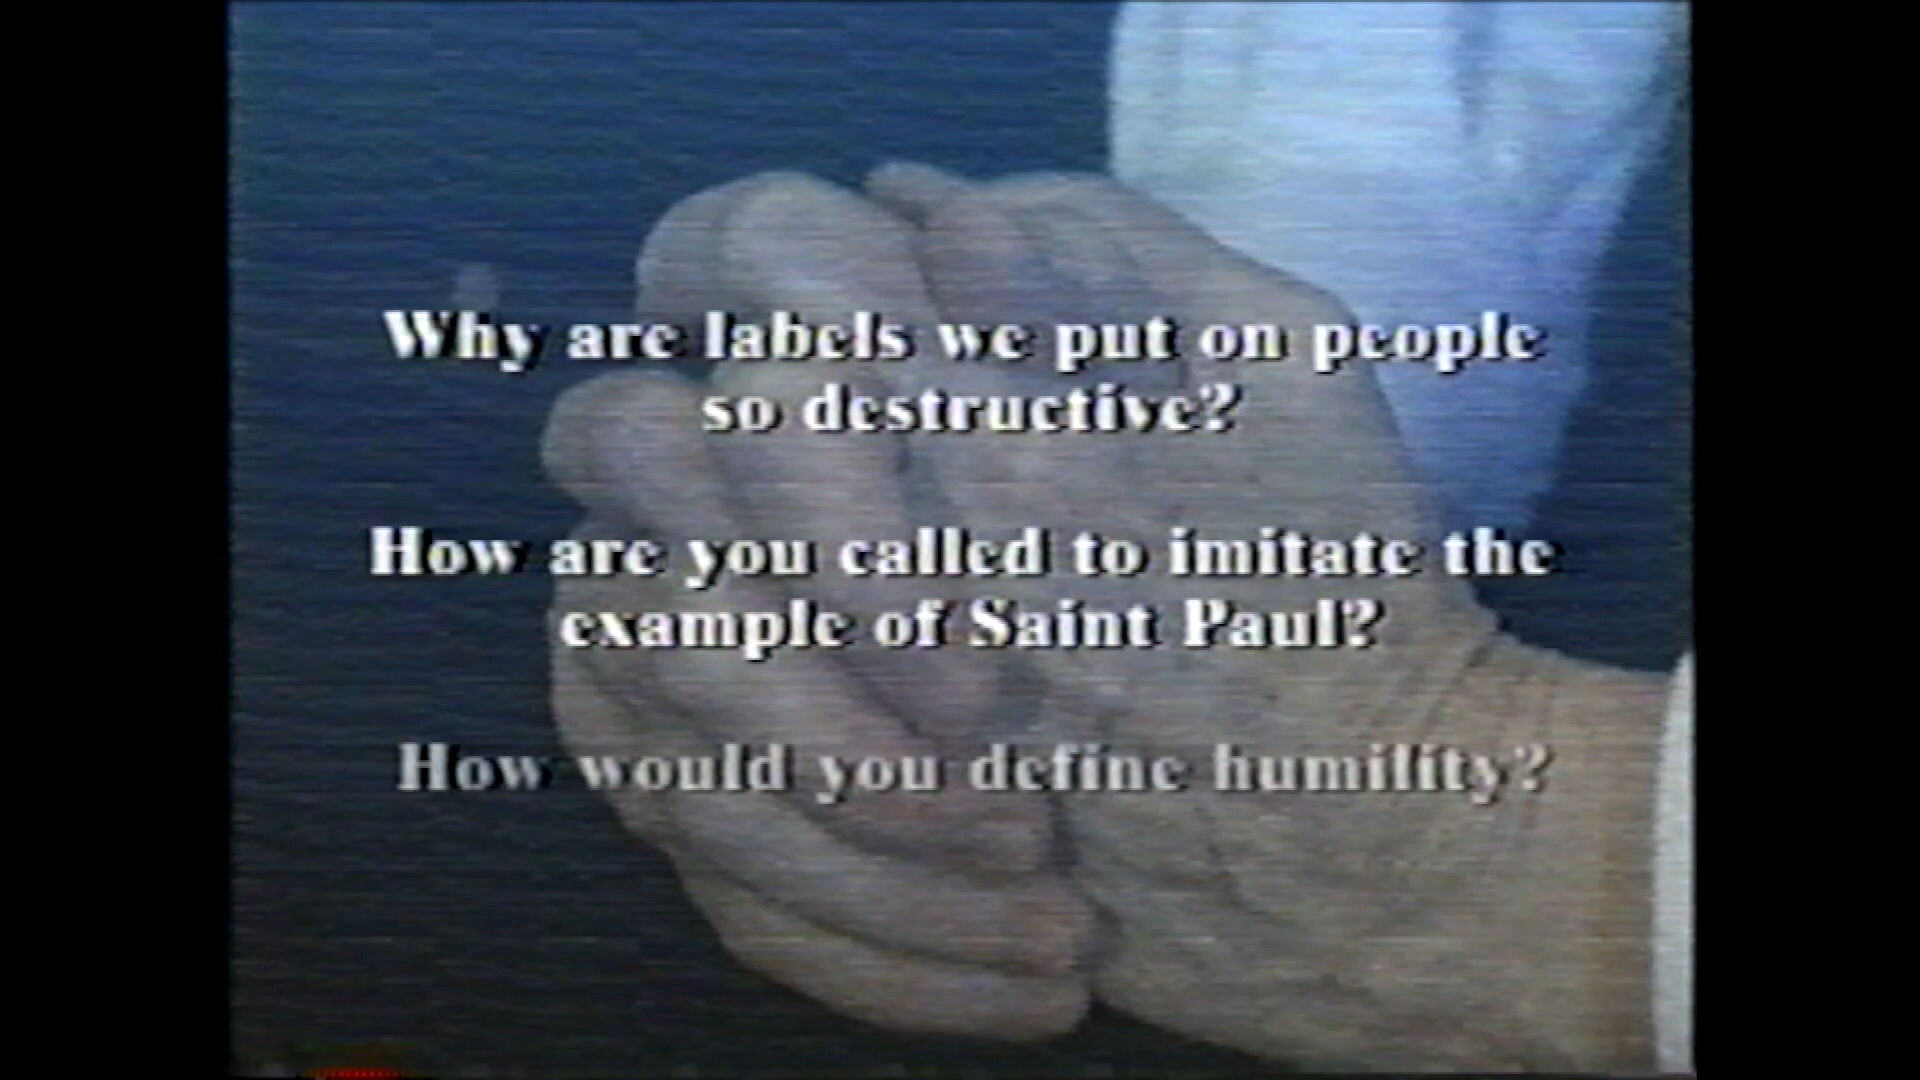 Why are labels we put on people
so destructive?
How are you called to imitate the
example of Saint Paul?
How would you define humility?